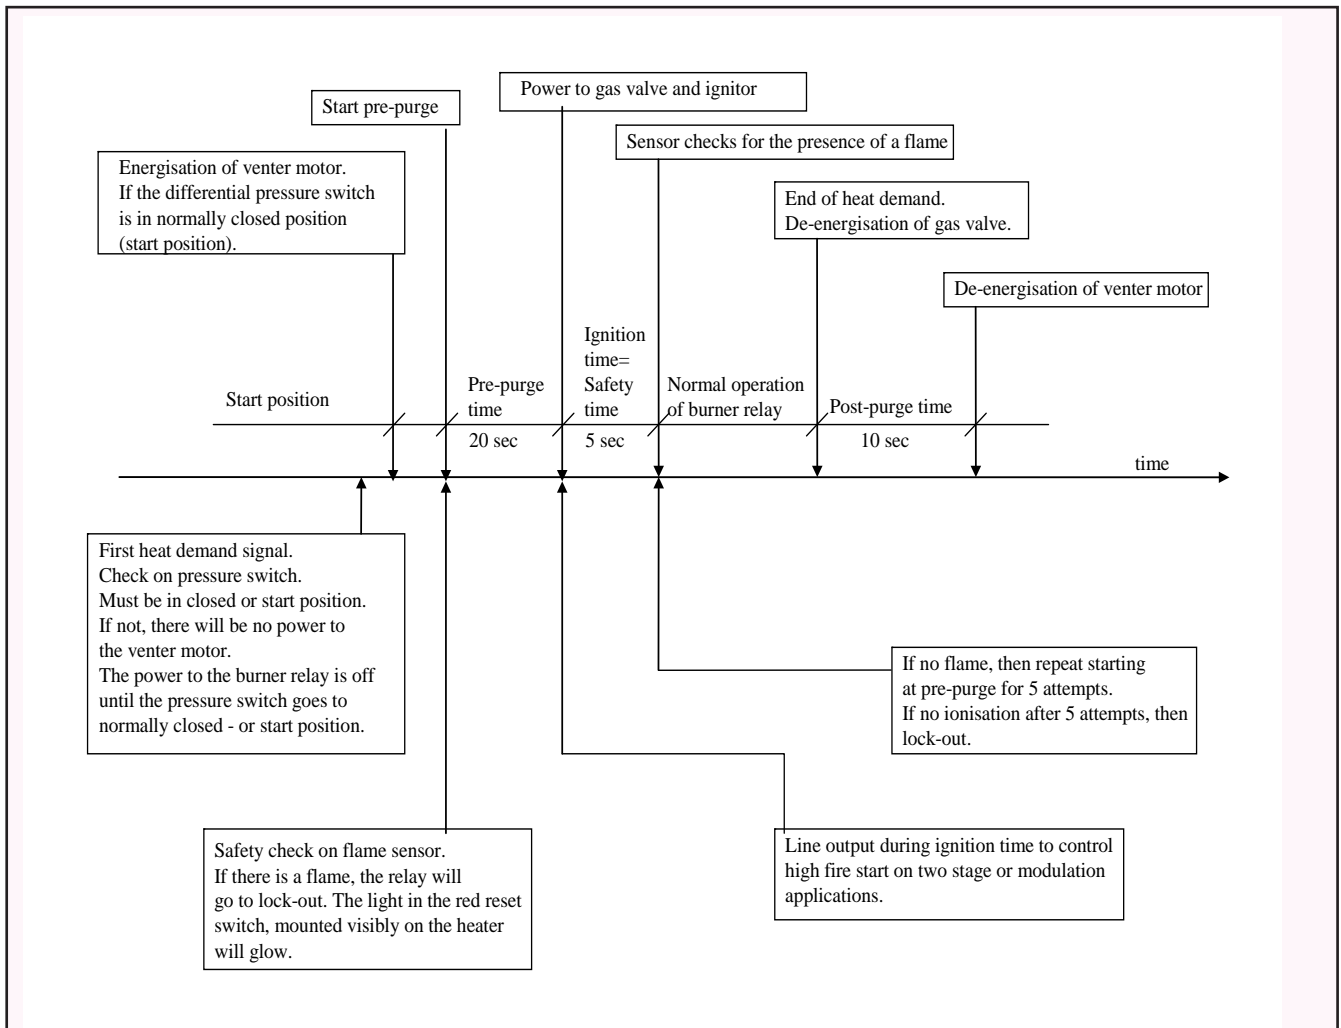 Power to gas valve and ignitor
Start pre-purge
Sensor checks for the presence of a flame
Energisation of venter motor.
If the differential pressure switch
is in normally closed position
(start position).
End of heat demand.
De-energisation of gas valve.
De-energisation of venter motor
Start position
Pre-purge
time
20 sec
Ignition
time=
Safety
time
5 sec
Normal operation
of burner relay
Post-purge time
10 sec
time
First heat demand signal.
Check on pressure switch.
Must be in closed or start position.
If not, there will be no power to
the venter motor.
The power to the burner relay is off
until the pressure switch goes to
normally closed - or start position.
If no flame, then repeat starting
at pre-purge for 5 attempts.
If no ionisation after 5 attempts, then
lock-out.
Safety check on flame sensor.
If there is a flame, the relay will
go to lock-out. The light in the red reset
switch, mounted visibly on the heater
will glow.
Line output during ignition time to control
high fire start on two stage or modulation
applications.